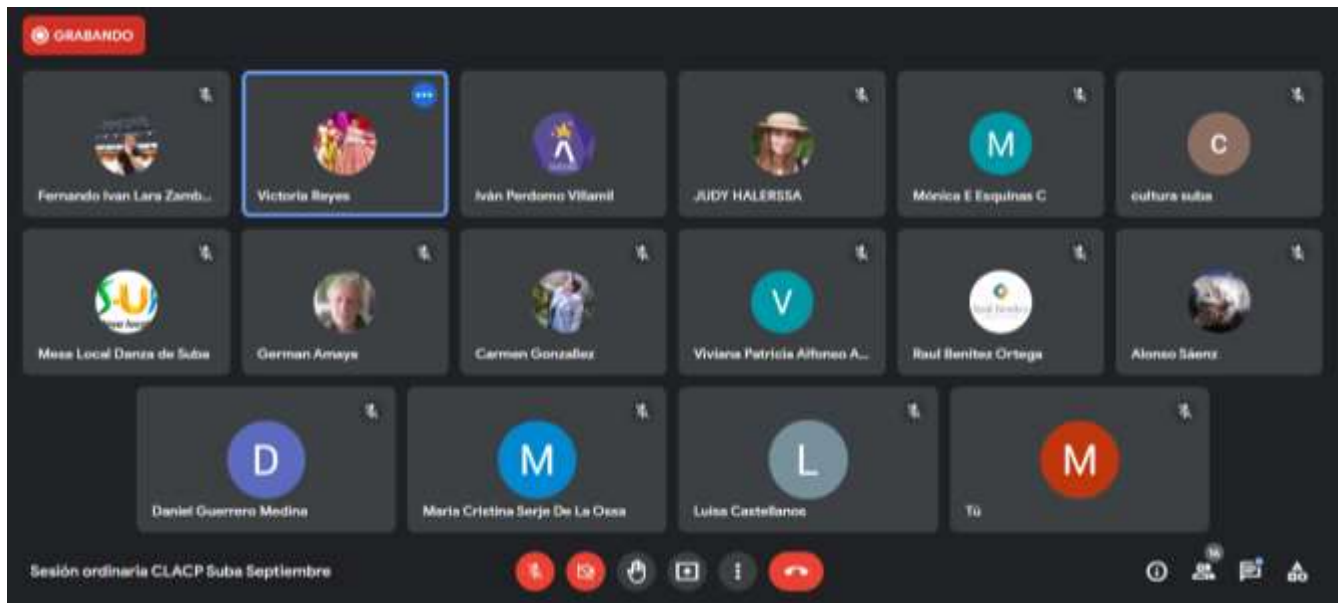 GRABANDO
Fernando Ivan Lara Zamb...
Victoria Reyes
Iván Perdomo Villamil
JUDY HALERSSA
Mónica E Esquinas C
cultura suba
Mesa Local Danza de Suba
German Amaya
Carmen Gonzallez
Viviana Patricia Alfonso A...
Raul Benitez Ortega
Alonso Sáenz
Daniel Guerrero Medina
Maria Cristina Serje De La Ossa
Luisa Castellanos
Tú
M
C
S-U
V
D
M
L
M
Sesión ordinaria CLACP Suba Septiembre
16